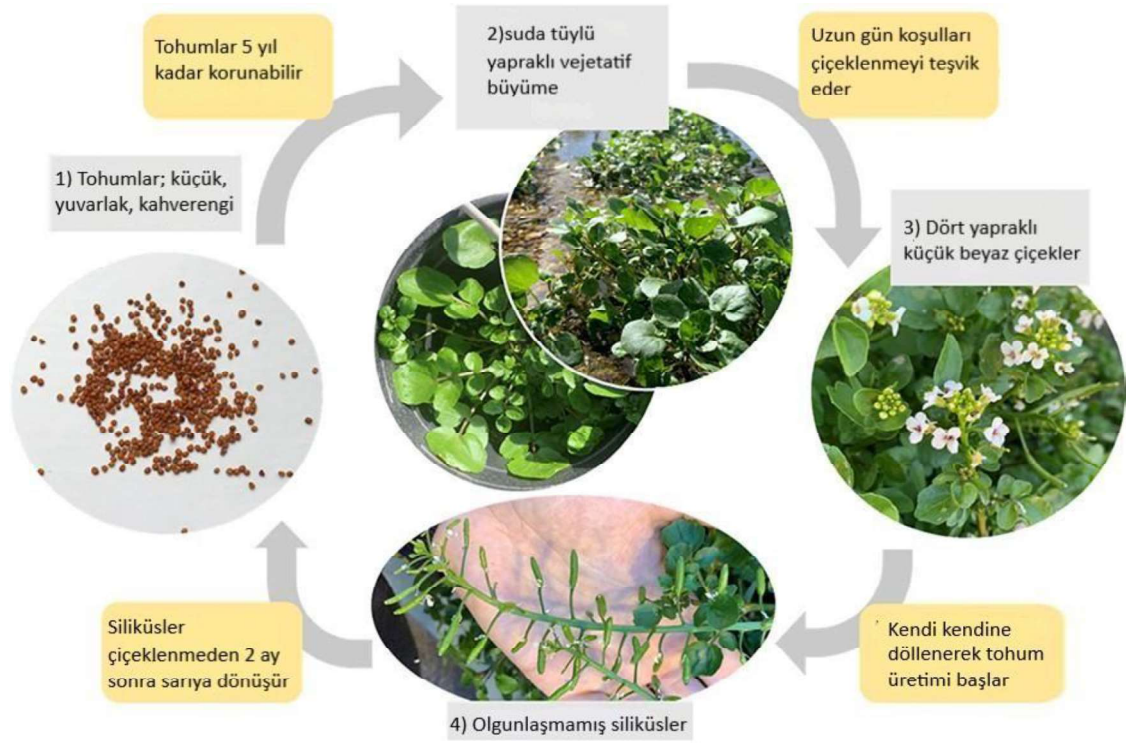 Tohumlar 5 yıl
kadar korunabilir
2)suda tüylü
yapraklı vejetatif
büyüme
Uzun gün koşulları
çiçeklenmeyi teşvik
eder
1) Tohumlar; küçük,
yuvarlak, kahverengi
3) Dört yapraklı
küçük beyaz çiçekler
Siliküsler
çiçeklenmeden 2 ay
sonra sarıya dönüşür
Kendi kendine
döllenerek tohum
üretimi başlar
4) Olgunlaşmamış siliküsler